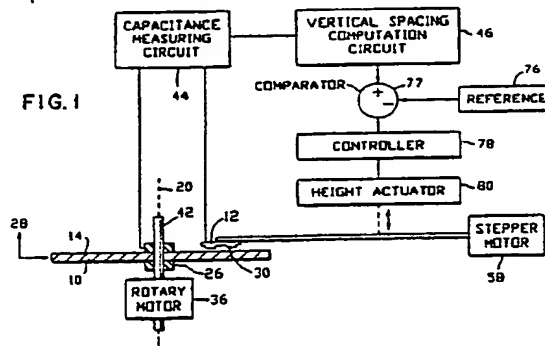 CAPACITANCE
MEASURING
CIRCUIT
44
VERTICAL SPACING
COMPUTATION
CIRCUIT
46
COMPARATOR
+
−
77
76
REFERENCE
FIG.1
CONTROLLER
78
HEIGHT ACTUATOR
80
20
42
12
28
14
10
26
30
STEPPER
MOTOR
58
ROTARY
MOTOR
36